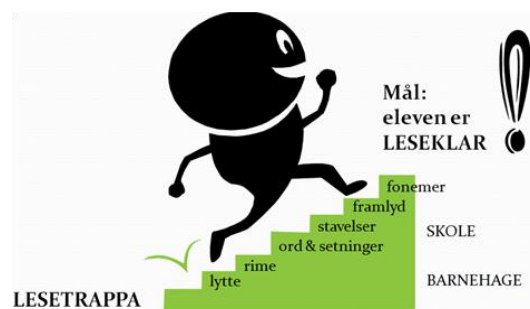 Mål:
eleven er
LESEKLAR
!
fonemer
framlyd
stavelser
ord & setninger
rime
lytte
SKOLE
BARNEHAGE
LESETRAPPA